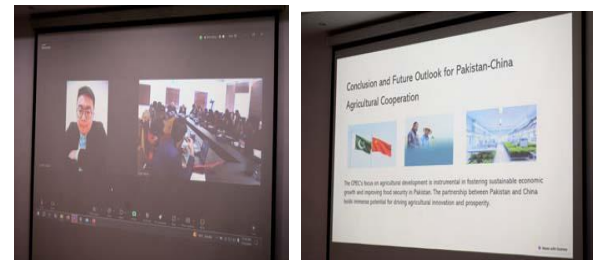 Conclusion and Future Outlook for Pakistan-China
Agricultural Cooperation
The CPEC's focus on agricultural development is instrumental in fostering sustainable economic
growth and improving food security in Pakistan. The partnership between Pakistan and China
holds immense potential for driving agricultural innovation and prosperity.